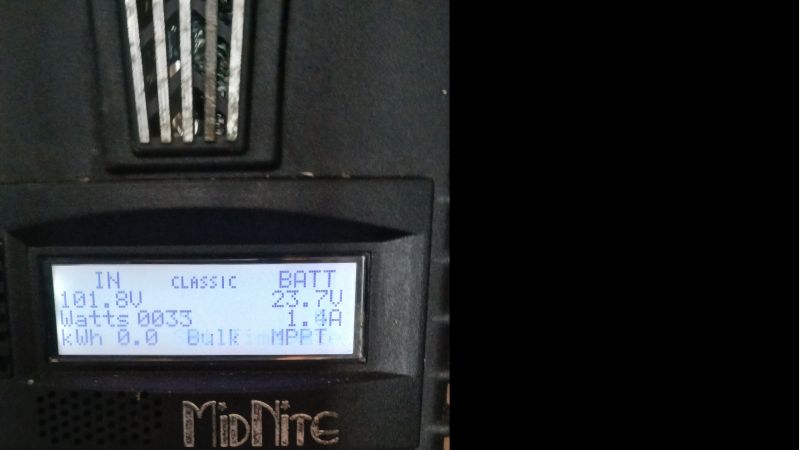 IN CLASSIC BATT
101.8V 23.7V
Watts 0033 1.4A
kWh 0.0 Bulk MPPT
MIDNITE